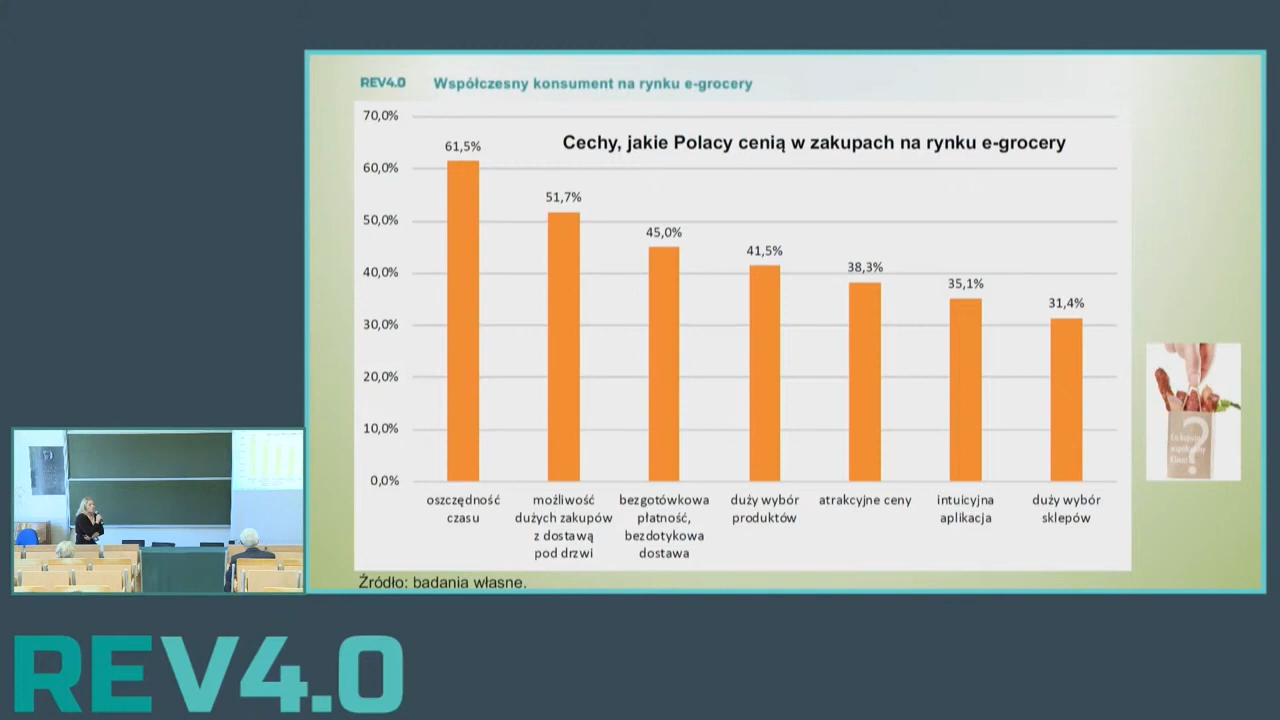 REV4.0 Współczesny konsument na rynku e-grocery
Cechy, jakie Polacy cenią w zakupach na rynku e-grocery
70,0%
60,0%
50,0%
40,0%
30,0%
20,0%
10,0%
0,0%
61,5%
51,7%
45,0%
41,5%
38,3%
35,1%
31,4%
oszczędność
czasu
możliwość
dużych zakupów
z dostawą
pod drzwi
bezgotówkowa
płatność,
bezdotykowa
dostawa
duży wybór
produktów
atrakcyjne ceny
intuicyjna
aplikacja
duży wybór
sklepów
?
Źródło: badania własne.
REV4.0